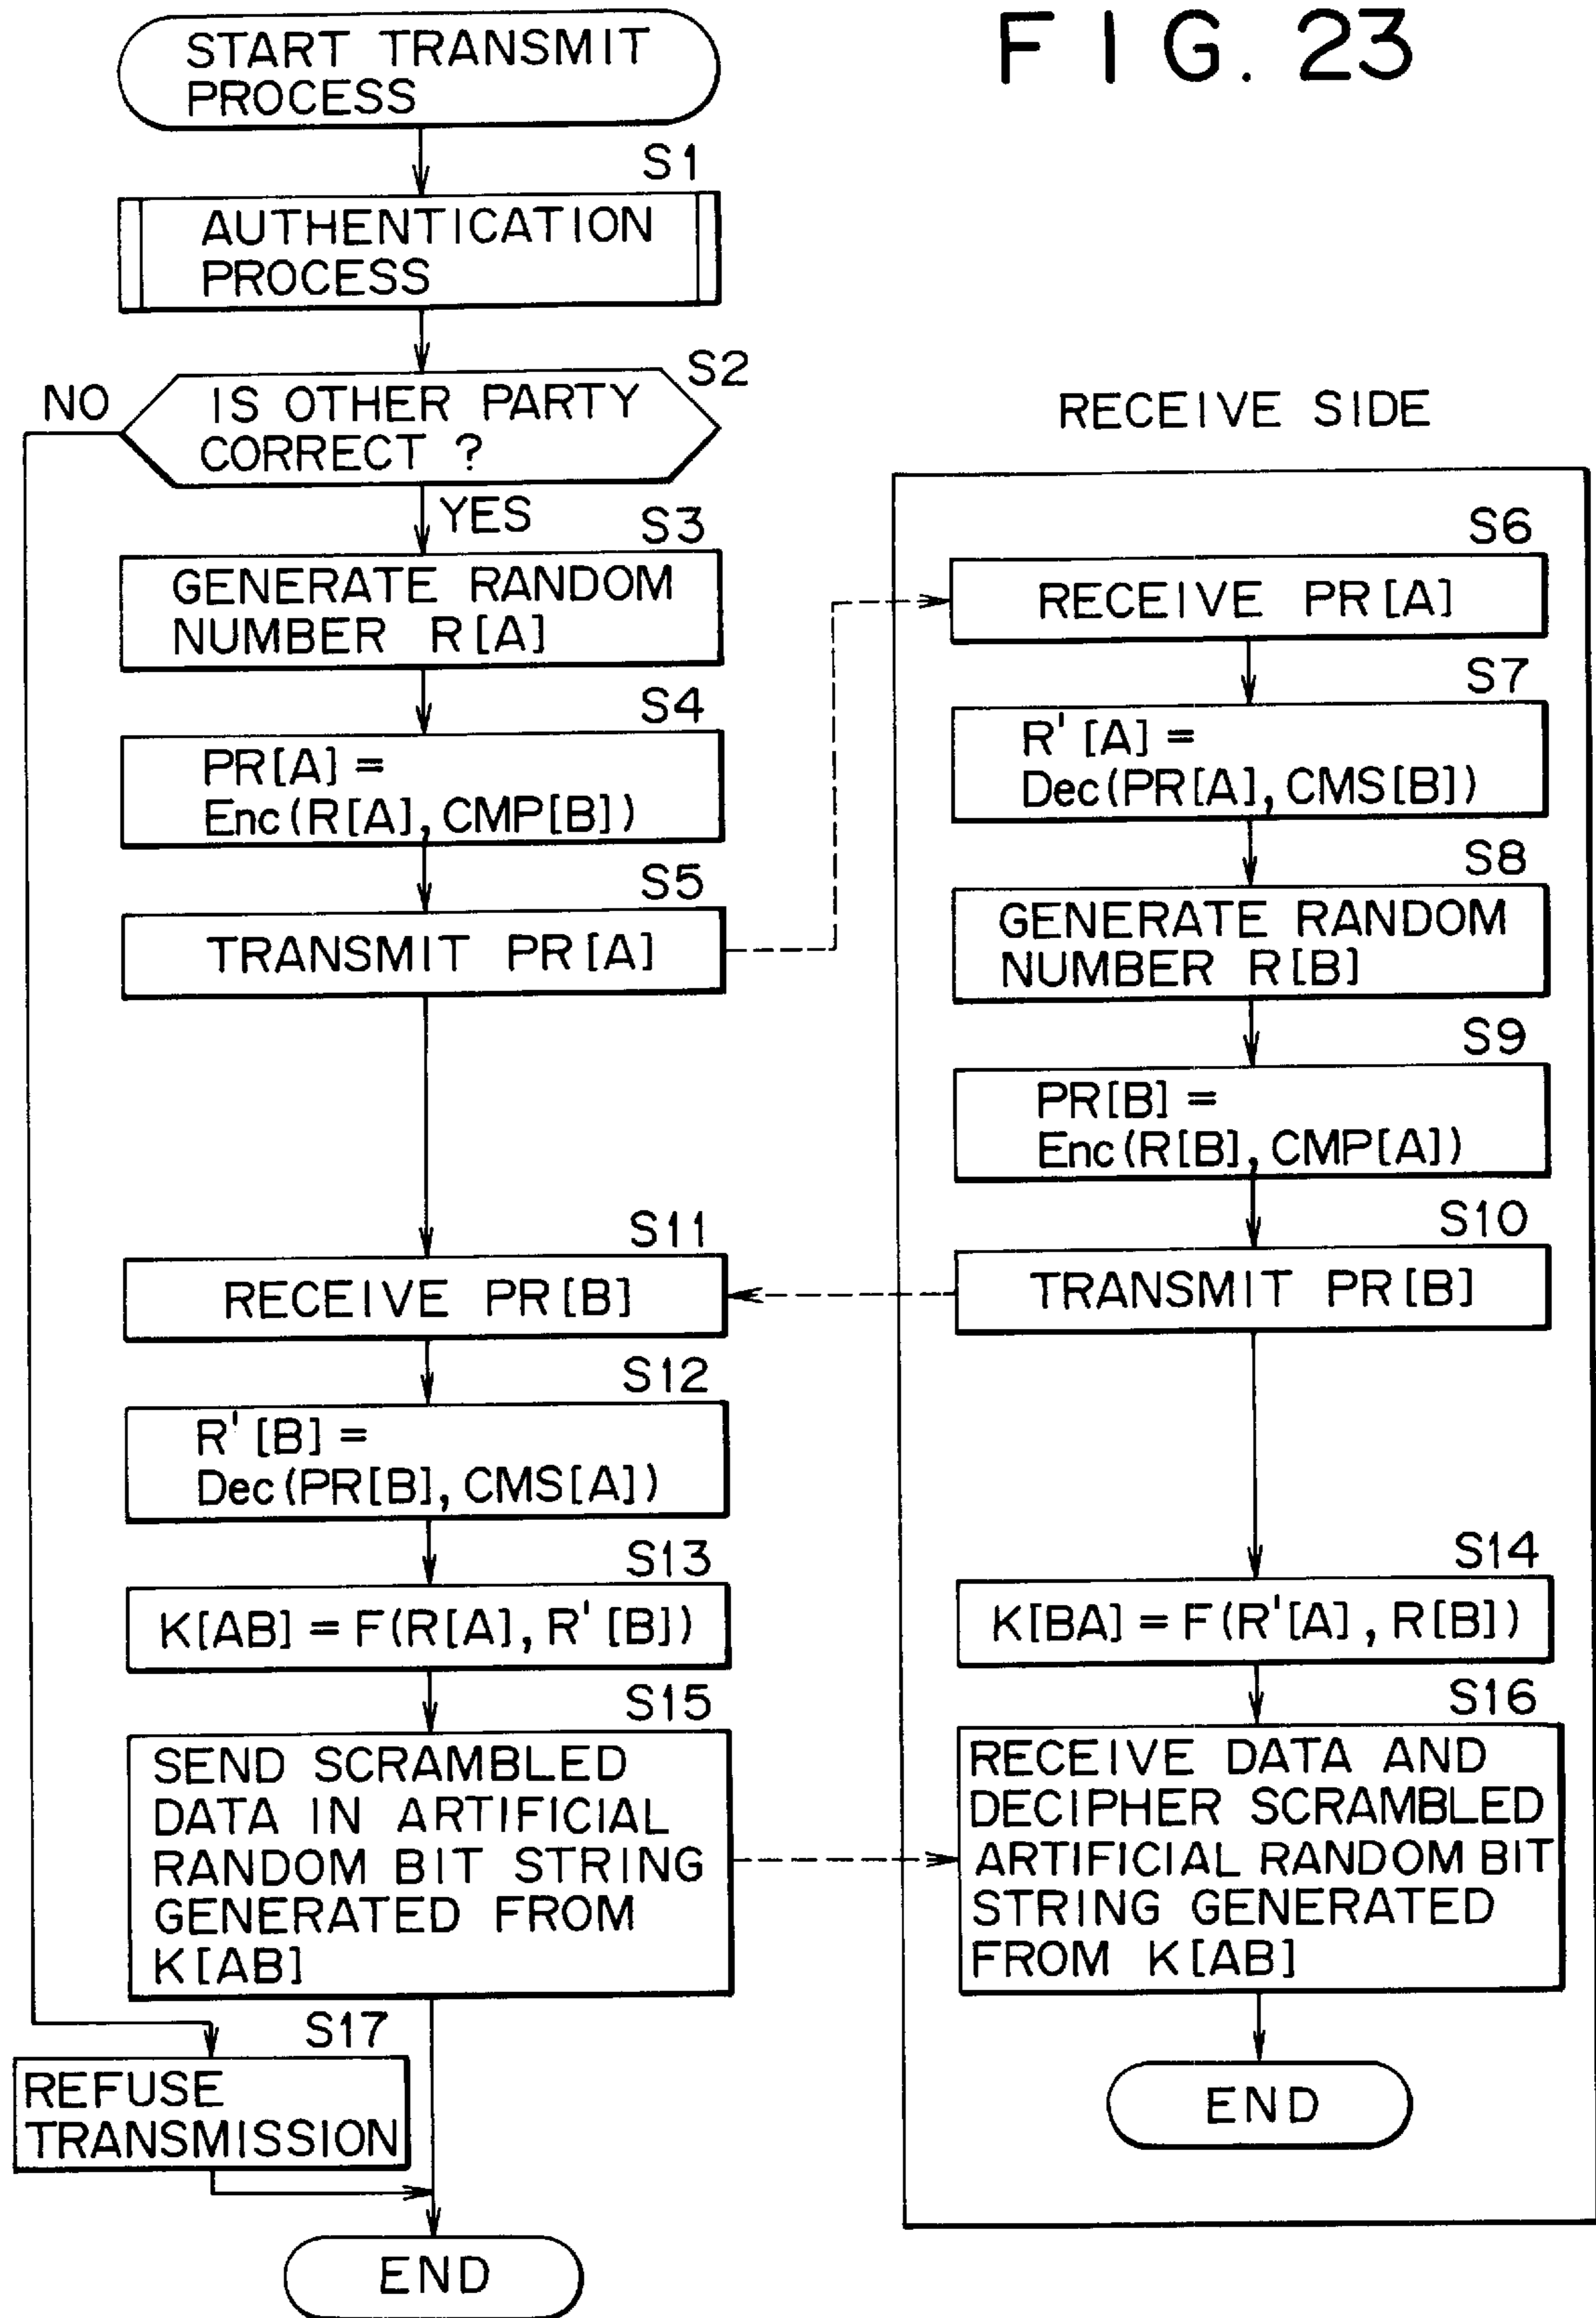 FIG. 23
START TRANSMIT
PROCESS
S1
AUTHENTICATION
PROCESS
S2
NO
IS OTHER PARTY
CORRECT ?
YES
S3
GENERATE RANDOM
NUMBER R[A]
S4
PR[A] =
Enc(R[A], CMP[B])
S5
TRANSMIT PR[A]
RECEIVE SIDE
S6
RECEIVE PR[A]
S7
R'[A] =
Dec(PR[A], CMS[B])
S8
GENERATE RANDOM
NUMBER R[B]
S9
PR[B] =
Enc(R[B], CMP[A])
S10
TRANSMIT PR[B]
S11
RECEIVE PR[B]
S12
R'[B] =
Dec(PR[B], CMS[A])
S13
K[AB] = F(R[A], R'[B])
S14
K[BA] = F(R'[A], R[B])
S15
SEND SCRAMBLED
DATA IN ARTIFICIAL
RANDOM BIT STRING
GENERATED FROM
K[AB]
S16
RECEIVE DATA AND
DECIPHER SCRAMBLED
ARTIFICIAL RANDOM BIT
STRING GENERATED
FROM K[AB]
END
S17
REFUSE
TRANSMISSION
END